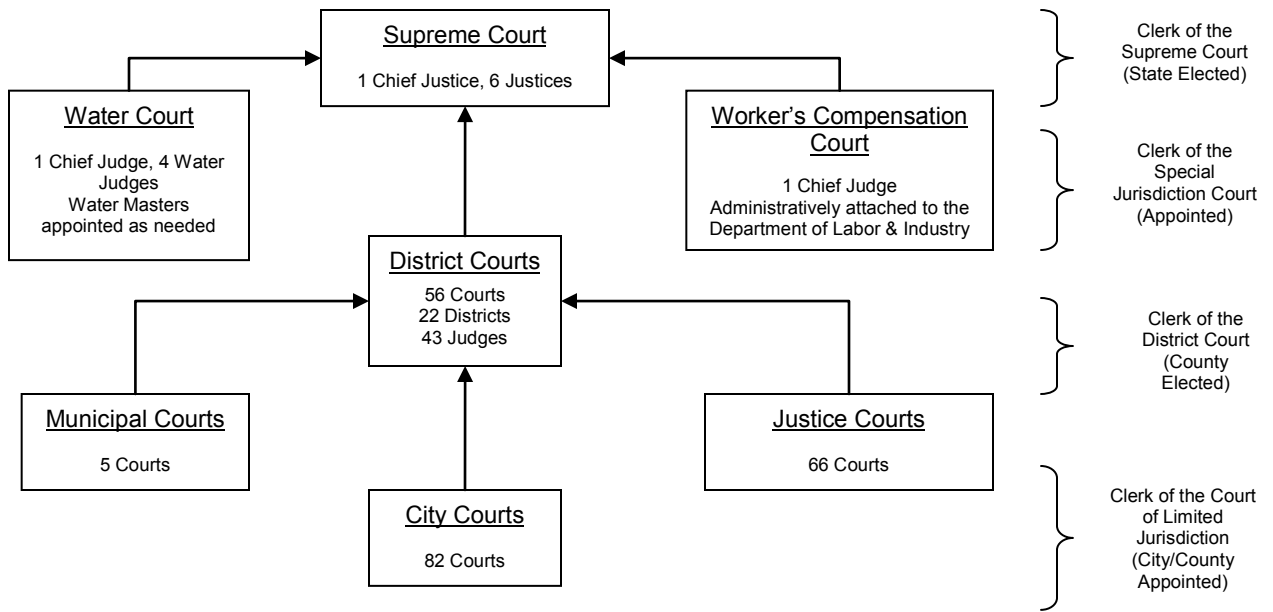 Supreme Court
1 Chief Justice, 6 Justices
Clerk of the
Supreme Court
(State Elected)
Water Court
1 Chief Judge, 4 Water
Judges
Water Masters
appointed as needed
Worker’s Compensation
Court
1 Chief Judge
Administratively attached to the
Department of Labor & Industry
Clerk of the
Special
Jurisdiction Court
(Appointed)
District Courts
56 Courts
22 Districts
43 Judges
Clerk of the
District Court
(County
Elected)
Municipal Courts
5 Courts
Justice Courts
66 Courts
City Courts
82 Courts
Clerk of the Court
of Limited
Jurisdiction
(City/County
Appointed)